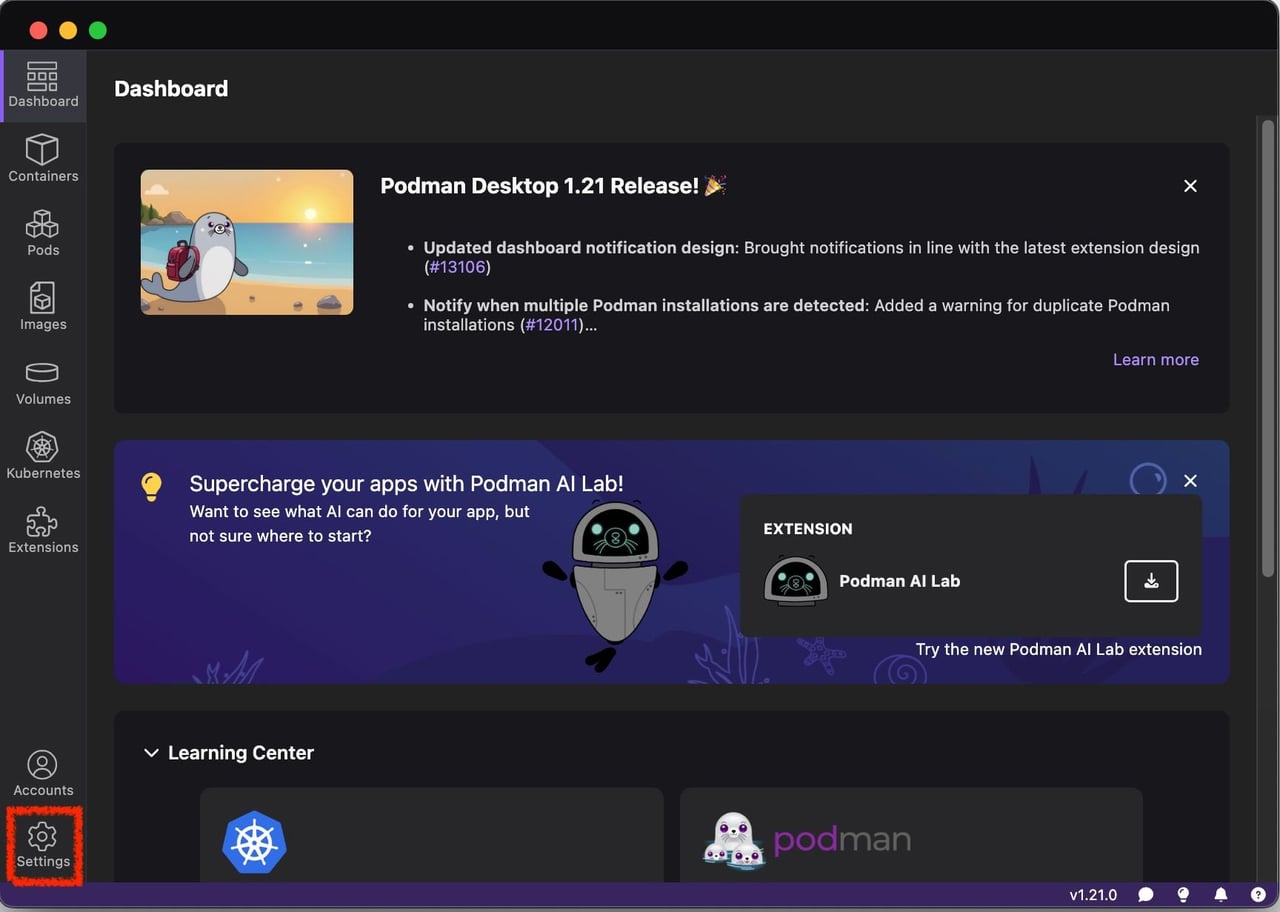 Dashboard
Containers
Pods
Images
Volumes
Kubernetes
Extensions
Accounts
Settings
Dashboard
Podman Desktop 1.21 Release! 🎉
• Updated dashboard notification design: Brought notifications in line with the latest extension design
(#13106)
• Notify when multiple Podman installations are detected: Added a warning for duplicate Podman
installations (#12011)...
Learn more
Supercharge your apps with Podman AI Lab!
Want to see what AI can do for your app, but
not sure where to start?
EXTENSION
Podman AI Lab
Try the new Podman AI Lab extension
Learning Center
podman
v1.21.0